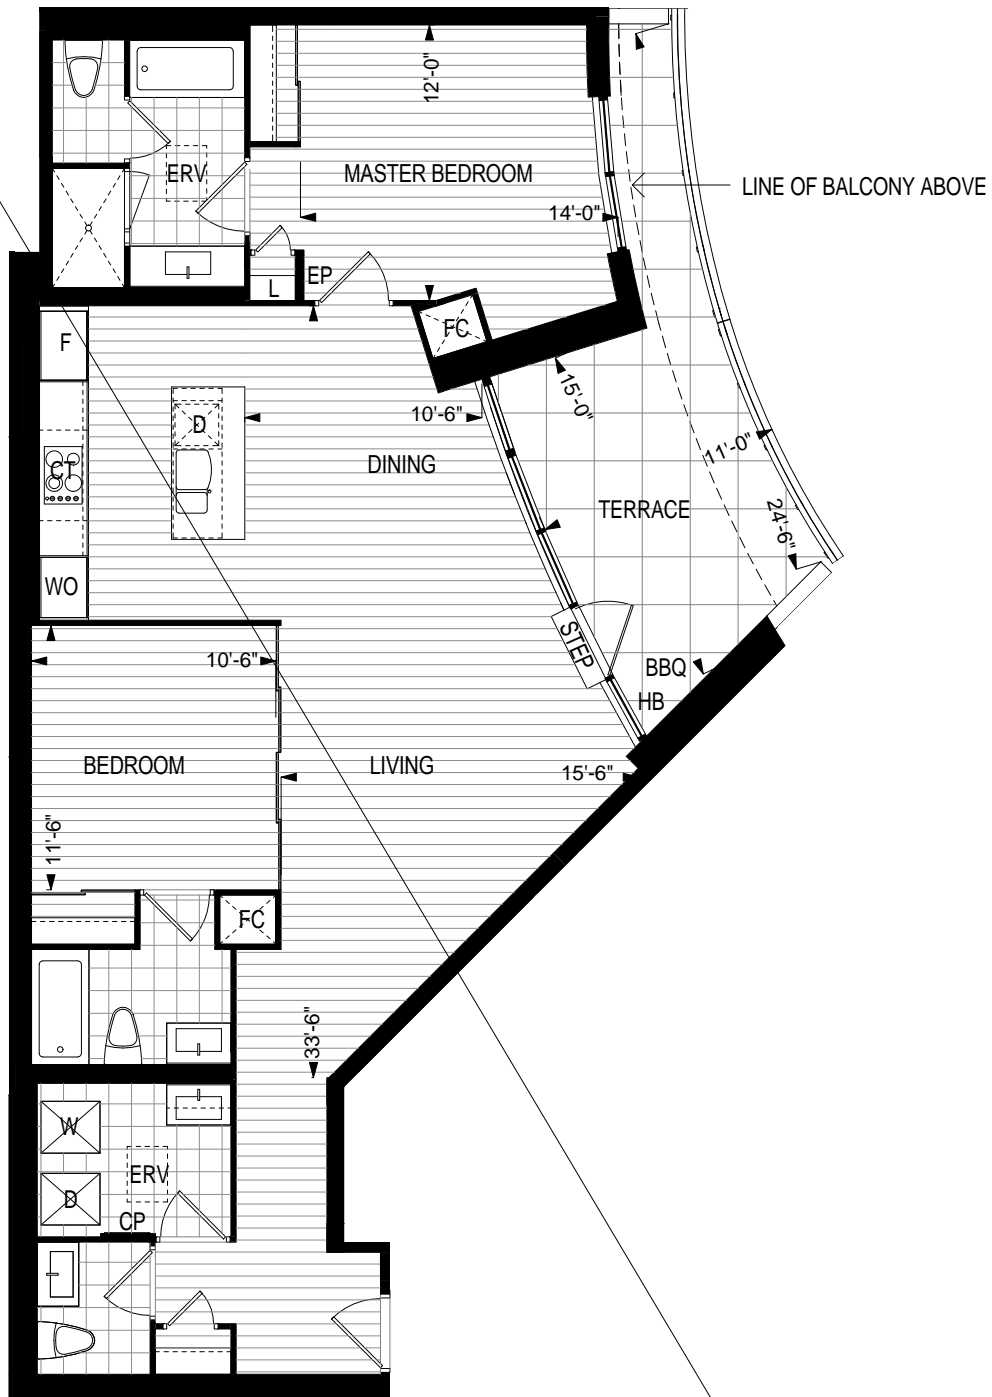 12'-0"
ERV
MASTER BEDROOM
LINE OF BALCONY ABOVE
14'-0"
EP
L
FC
F
15'-0"
10'-6"
D
DINING
11'-0"
CT
TERRACE
24'-6"
WO
STEP
10'-6"
BBQ
HB
BEDROOM
LIVING
15'-6"
11'-6"
FC
33'-6"
W
ERV
D
CP